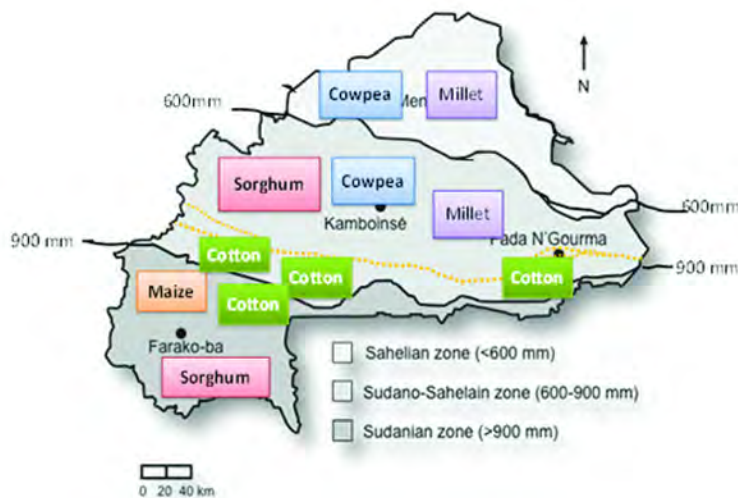 N
Cowpea
Millet
Men
600mm
Sorghum
Cowpea
Millet
Kamboinsé
600mm
900 mm
Fada N'Gourma
900 mm
Cotton
Cotton
Cotton
Maize
Cotton
Farako-ba
Sorghum
Sahelian zone (<600 mm)
Sudano-Sahelain zone (600-900 mm)
Sudanian zone (>900 mm)
0 20 40 km